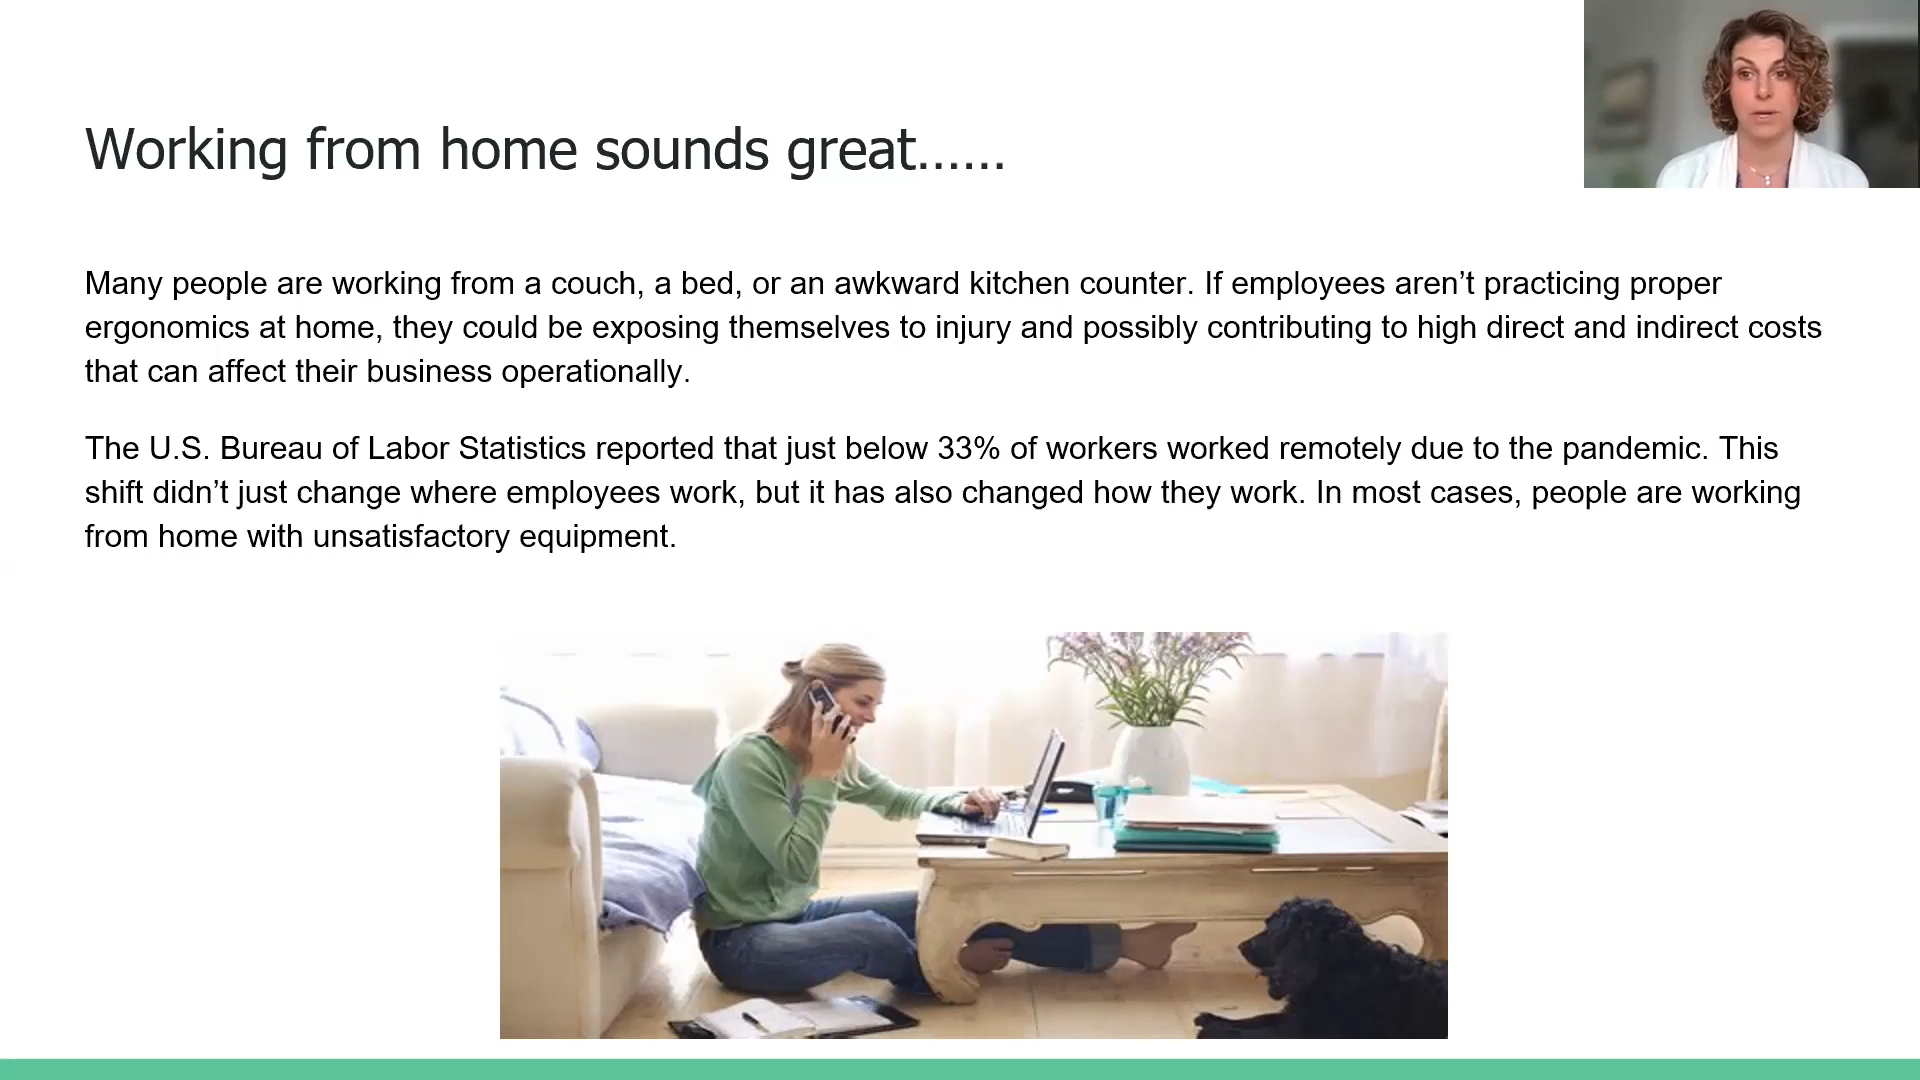 Working from home sounds great......
Many people are working from a couch, a bed, or an awkward kitchen counter. If employees aren’t practicing proper
ergonomics at home, they could be exposing themselves to injury and possibly contributing to high direct and indirect costs
that can affect their business operationally.
The U.S. Bureau of Labor Statistics reported that just below 33% of workers worked remotely due to the pandemic. This
shift didn’t just change where employees work, but it has also changed how they work. In most cases, people are working
from home with unsatisfactory equipment.